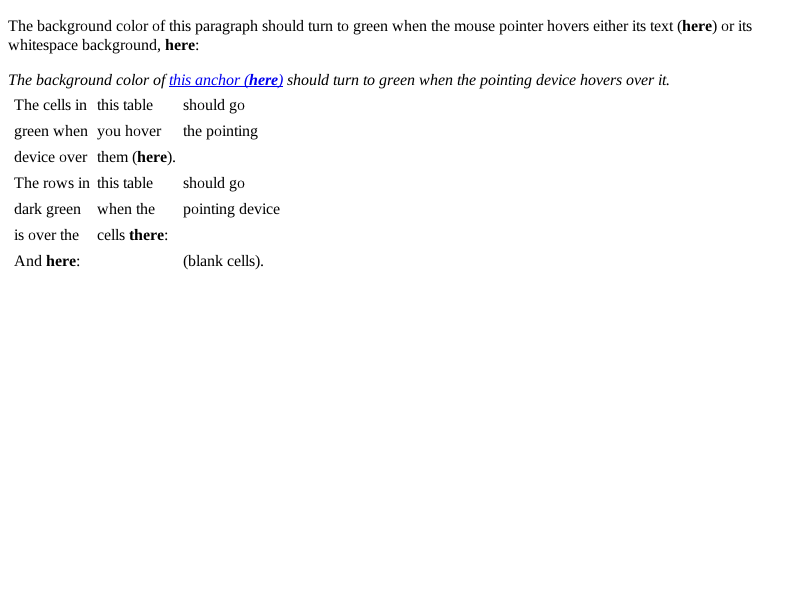 The background color of this paragraph should turn to green when the mouse pointer hovers either its text (here) or its
whitespace background, here:
The background color of this anchor (here) should turn to green when the pointing device hovers over it.
The cells in this table should go
green when you hover the pointing
device over them (here).
The rows in this table should go
dark green when the pointing device
is over the cells there:
And here: (blank cells).